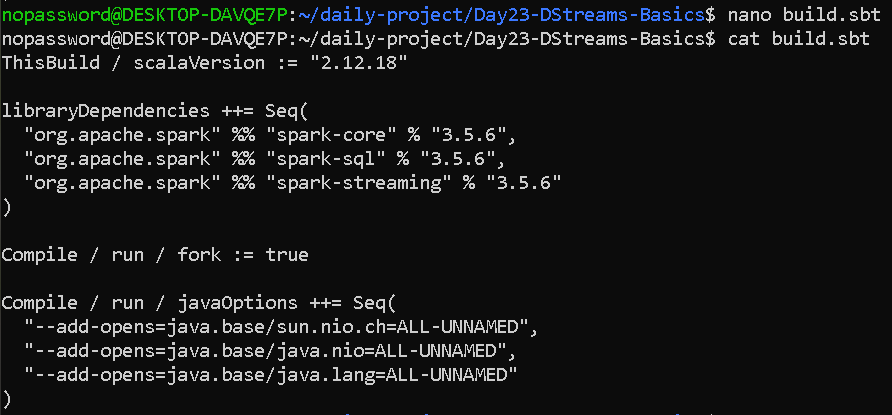 nopassword@DESKTOP-DAVQE7P:~/daily-project/Day23-DStreams-Basics$ nano build.sbt
nopassword@DESKTOP-DAVQE7P:~/daily-project/Day23-DStreams-Basics$ cat build.sbt
ThisBuild / scalaVersion := "2.12.18"

libraryDependencies ++= Seq(
  "org.apache.spark" %% "spark-core" % "3.5.6",
  "org.apache.spark" %% "spark-sql" % "3.5.6",
  "org.apache.spark" %% "spark-streaming" % "3.5.6"
)

Compile / run / fork := true

Compile / run / javaOptions ++= Seq(
  "--add-opens=java.base/sun.nio.ch=ALL-UNNAMED",
  "--add-opens=java.base/java.nio=ALL-UNNAMED",
  "--add-opens=java.base/java.lang=ALL-UNNAMED"
)